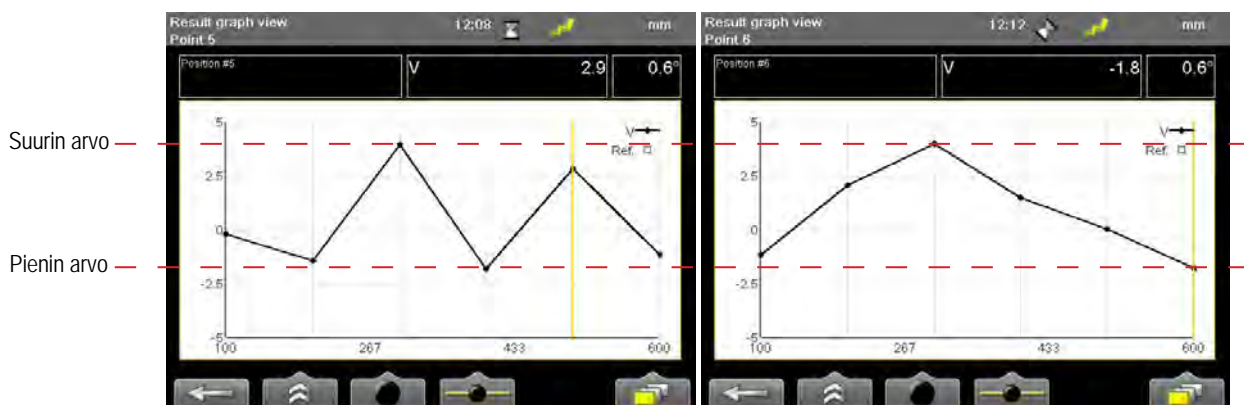 Result graph view 12:08 mm
Point 5
Position #5 V 2.9 0.6°
Suurin arvo
Pienin arvo
5
2.5
0
-2.5
-5
100 267 433 600
V
Ref.
Result graph view 12:12 mm
Point 6
Position #6 V -1.8 0.6°
5
2.5
0
-2.5
-5
100 267 433 600
V
Ref.